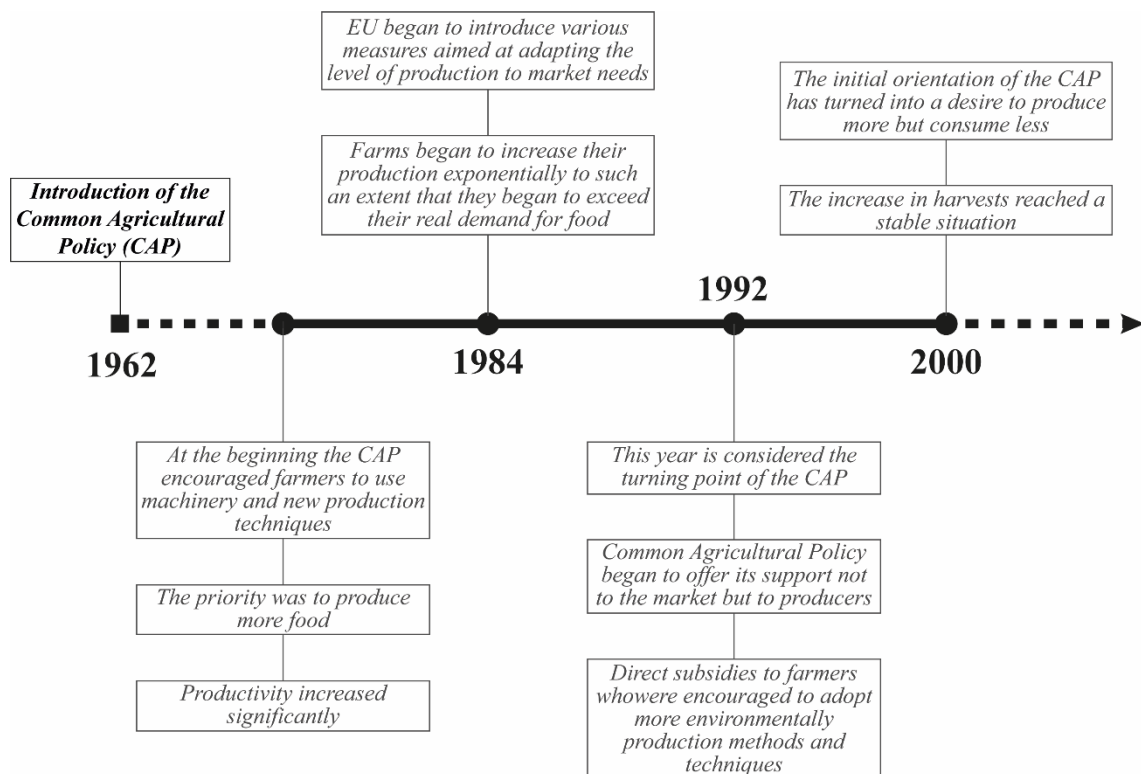 EU began to introduce various
measures aimed at adapting the
level of production to market needs
Farms began to increase their
production exponentially to such
an extent that they began to exceed
their real demand for food
The initial orientation of the CAP
has turned into a desire to produce
more but consume less
The increase in harvests reached a
stable situation
Introduction of the
Common Agricultural
Policy (CAP)
1962
1984
1992
2000
At the beginning the CAP
encouraged farmers to use
machinery and new production
techniques
The priority was to produce
more food
Productivity increased
significantly
This year is considered the
turning point of the CAP
Common Agricultural Policy
began to offer its support not
to the market but to producers
Direct subsidies to farmers
whowere encouraged to adopt
more environmentally
production methods and
techniques